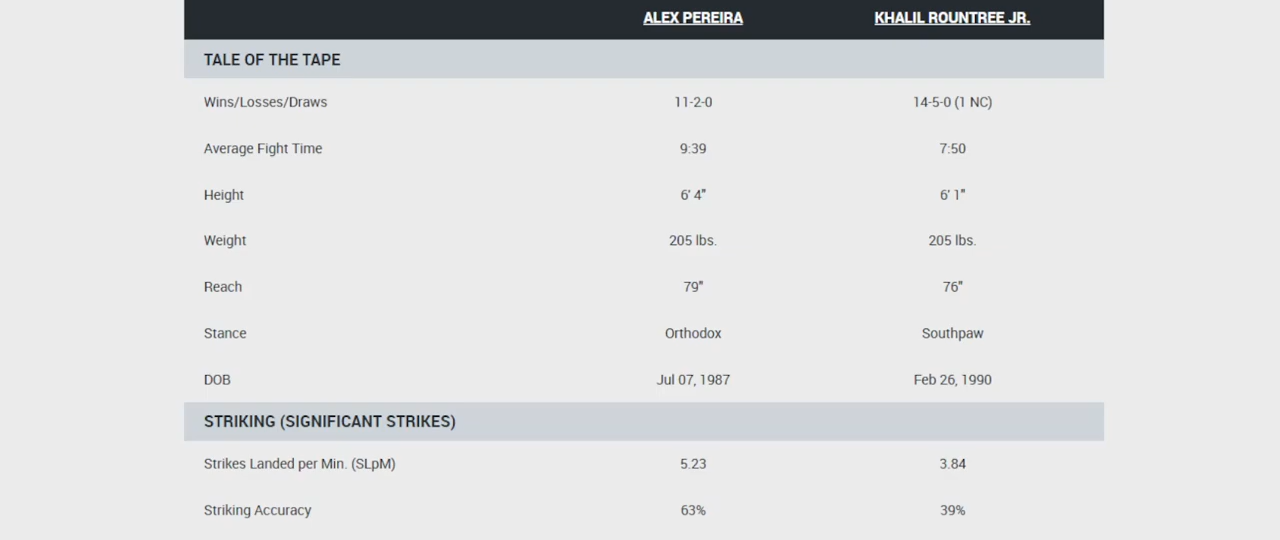 ALEX PEREIRA KHALIL ROUNTREE JR.
TALE OF THE TAPE
Wins/Losses/Draws 11-2-0 14-5-0 (1 NC)
Average Fight Time 9:39 7:50
Height 6' 4" 6' 1"
Weight 205 lbs. 205 lbs.
Reach 79" 76"
Stance Orthodox Southpaw
DOB Jul 07, 1987 Feb 26, 1990
STRIKING (SIGNIFICANT STRIKES)
Strikes Landed per Min. (SLpM) 5.23 3.84
Striking Accuracy 63% 39%